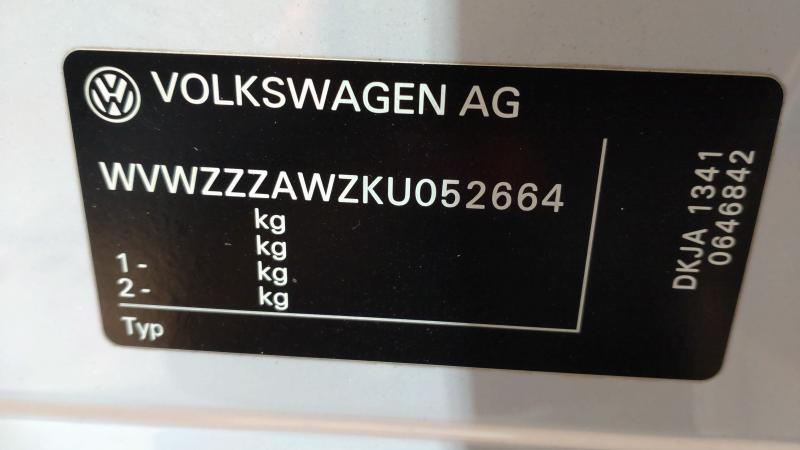 VOLKSWAGEN AG
WVWZZZAWZKU052664
kg
kg
1- kg
2- kg
Typ
DKJA 1341
0646842